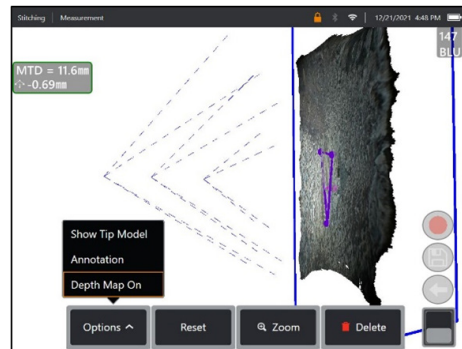 Stitching Measurement 12/21/2021 4:48 PM
147
BLU
MTD = 11.6mm
-0.69mm
Show Tip Model
Annotation
Depth Map On
Options Reset Zoom Delete